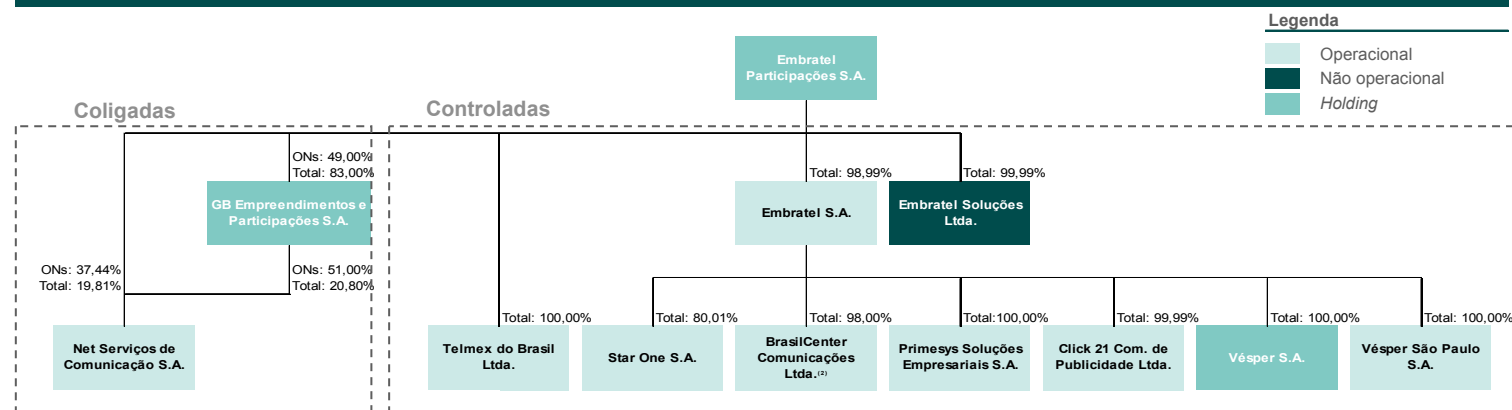 Legenda
Operacional
Não operacional
Holding
Embratel
Participações S.A.
Coligadas
Controladas
ONs: 49,00%
Total: 83,00%
GB Empreendimentos e
Participações S.A.
Total: 98,99%
Embratel S.A.
Total: 99,99%
Embratel Soluções
Ltda.
ONs: 37,44%
Total: 19,81%
ONs: 51,00%
Total: 20,80%
Net Serviços de
Comunicação S.A.
Total: 100,00%
Telmex do Brasil
Ltda.
Total: 80,01%
Star One S.A.
Total: 98,00%
BrasilCenter
Comunicações
Ltda.(2)
Total:100,00%
Primesys Soluções
Empresariais S.A.
Total: 99,99%
Click 21 Com. de
Publicidade Ltda.
Total: 100,00%
Vésper S.A.
Total: 100,00%
Vésper São Paulo
S.A.